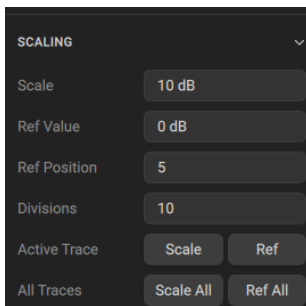 SCALING
Scale 10 dB
Ref Value 0 dB
Ref Position 5
Divisions 10
Active Trace Scale Ref
All Traces Scale All Ref All